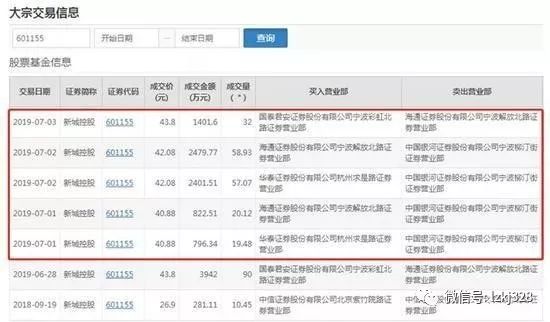 大宗交易信息
601155 开始日期 — 结束日期 查询
股票基金信息
交易日期 证券简称 证券代码 成交价(元) 成交金额(万元) 成交量( * ) 买入营业部 卖出营业部
2019-07-03 新城控股 601155 43.8 1401.6 32 国泰君安证券股份有限公司宁波彩虹北路证券营业部 海通证券股份有限公司宁波解放北路证券营业部
2019-07-02 新城控股 601155 42.08 2479.77 58.93 海通证券股份有限公司宁波解放北路证券营业部 中国银河证券股份有限公司宁波柳汀街证券营业部
2019-07-02 新城控股 601155 42.08 2401.51 57.07 华泰证券股份有限公司杭州求是路证券营业部 中国银河证券股份有限公司宁波柳汀街证券营业部
2019-07-01 新城控股 601155 40.88 822.51 20.12 海通证券股份有限公司宁波解放北路证券营业部 中国银河证券股份有限公司宁波柳汀街证券营业部
2019-07-01 新城控股 601155 40.88 796.34 19.48 华泰证券股份有限公司杭州求是路证券营业部 中国银河证券股份有限公司宁波柳汀街证券营业部
2019-06-28 新城控股 601155 43.8 3942 90 国泰君安证券股份有限公司宁波彩虹北路证券营业部 海通证券股份有限公司宁波解放北路证券营业部
2018-09-19 新城控股 601155 26.9 281.11 10.45 中信证券股份有限公司北京紫竹院路证券营业部
微信号: lzkj328